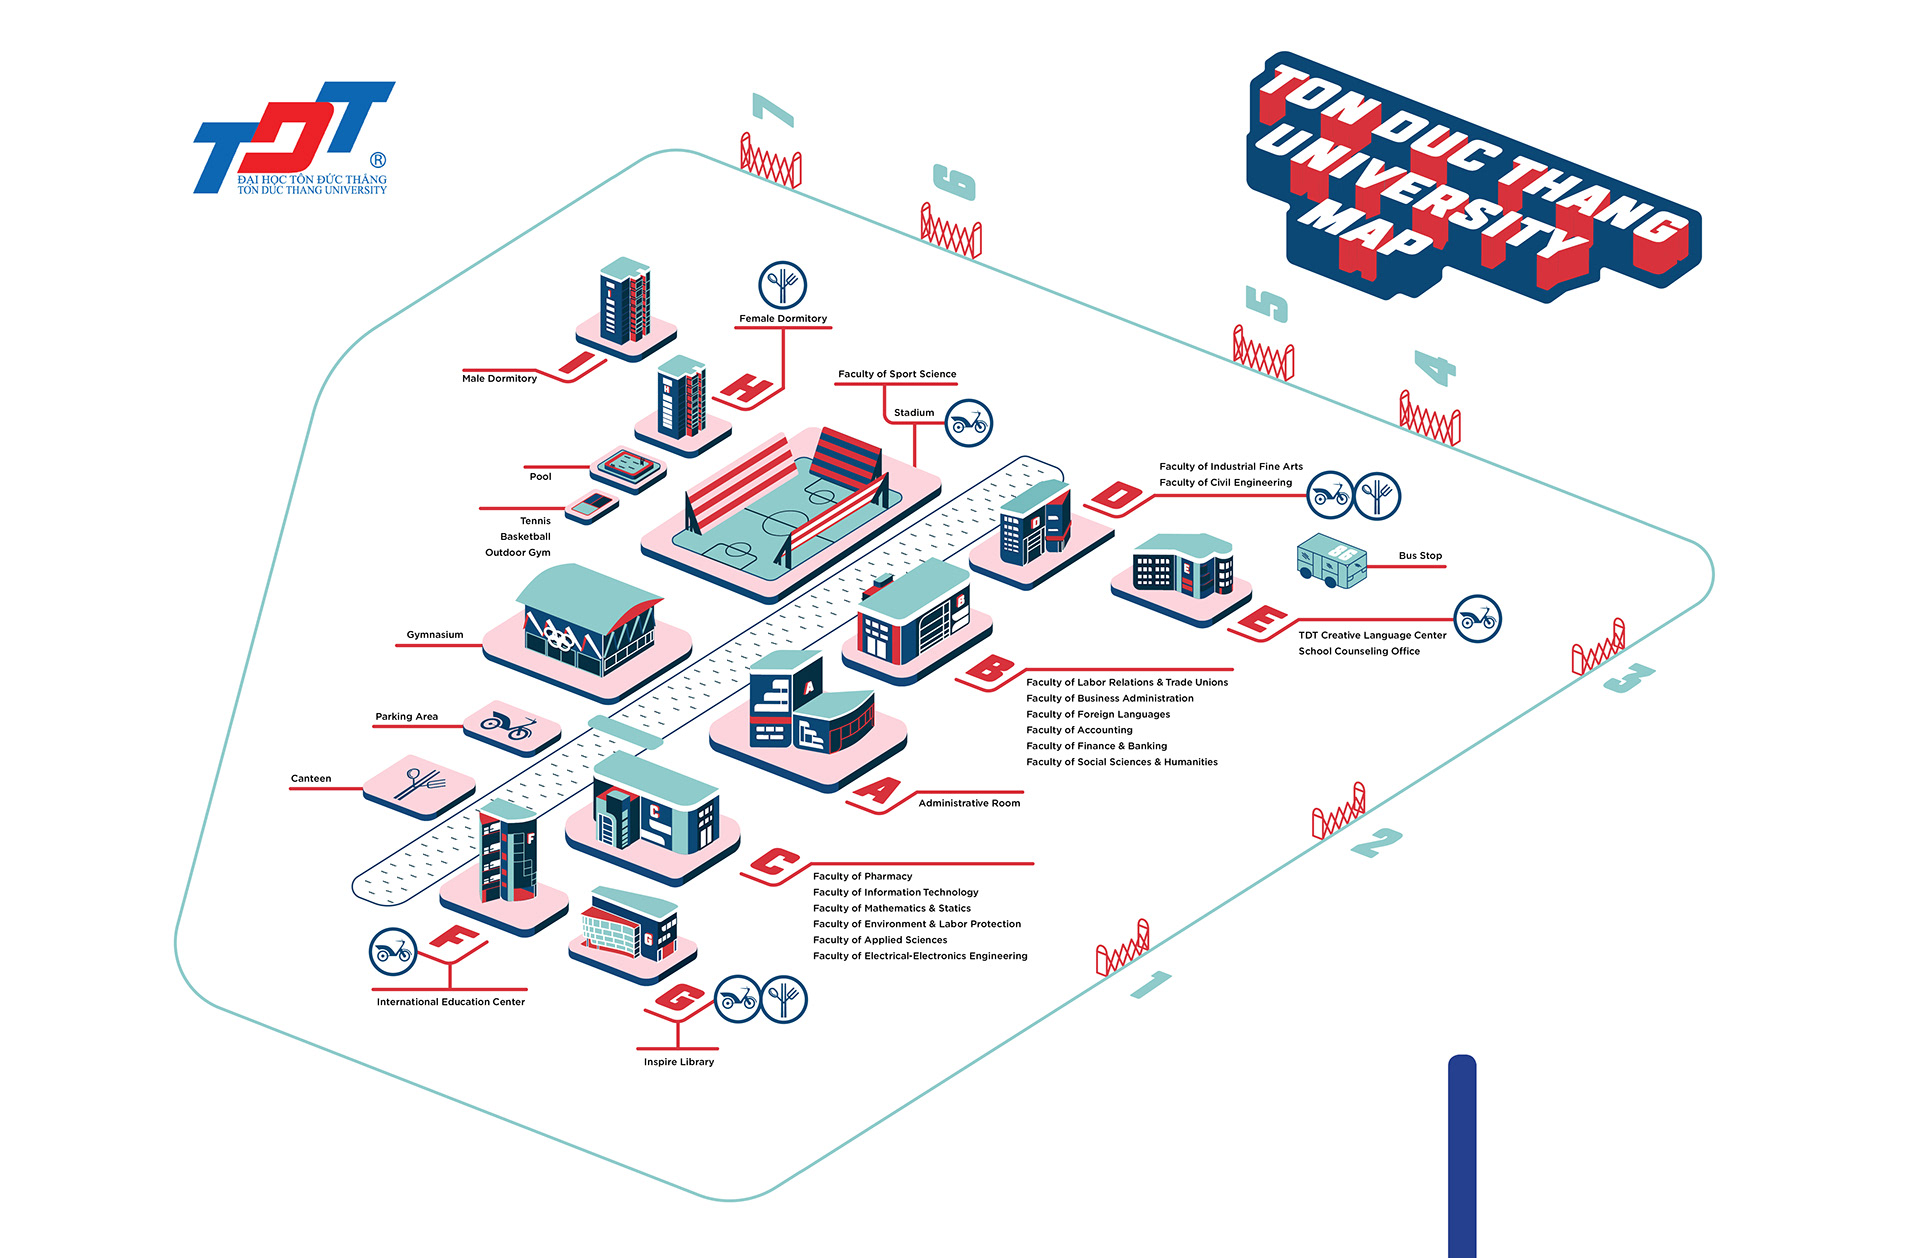 TDT
®
ĐẠI HỌC TÔN ĐỨC THẮNG
TON DUC THANG UNIVERSITY
TON DUC THANG
UNIVERSITY
MAP
7
6
5
4
3
2
1
I
Male Dormitory
I
Female Dormitory
H
H
Faculty of Sport Science
Stadium
Pool
Tennis
Basketball
Outdoor Gym
Faculty of Industrial Fine Arts
Faculty of Civil Engineering
D
D
86
Bus Stop
E
E
TDT Creative Language Center
School Counseling Office
Gymnasium
B
B
Faculty of Labor Relations & Trade Unions
Faculty of Business Administration
Faculty of Foreign Languages
Faculty of Accounting
Faculty of Finance & Banking
Faculty of Social Sciences & Humanities
Parking Area
A
A
Administrative Room
Canteen
C
C
Faculty of Pharmacy
Faculty of Information Technology
Faculty of Mathematics & Statics
Faculty of Environment & Labor Protection
Faculty of Applied Sciences
Faculty of Electrical-Electronics Engineering
F
F
International Education Center
G
G
Inspire Library